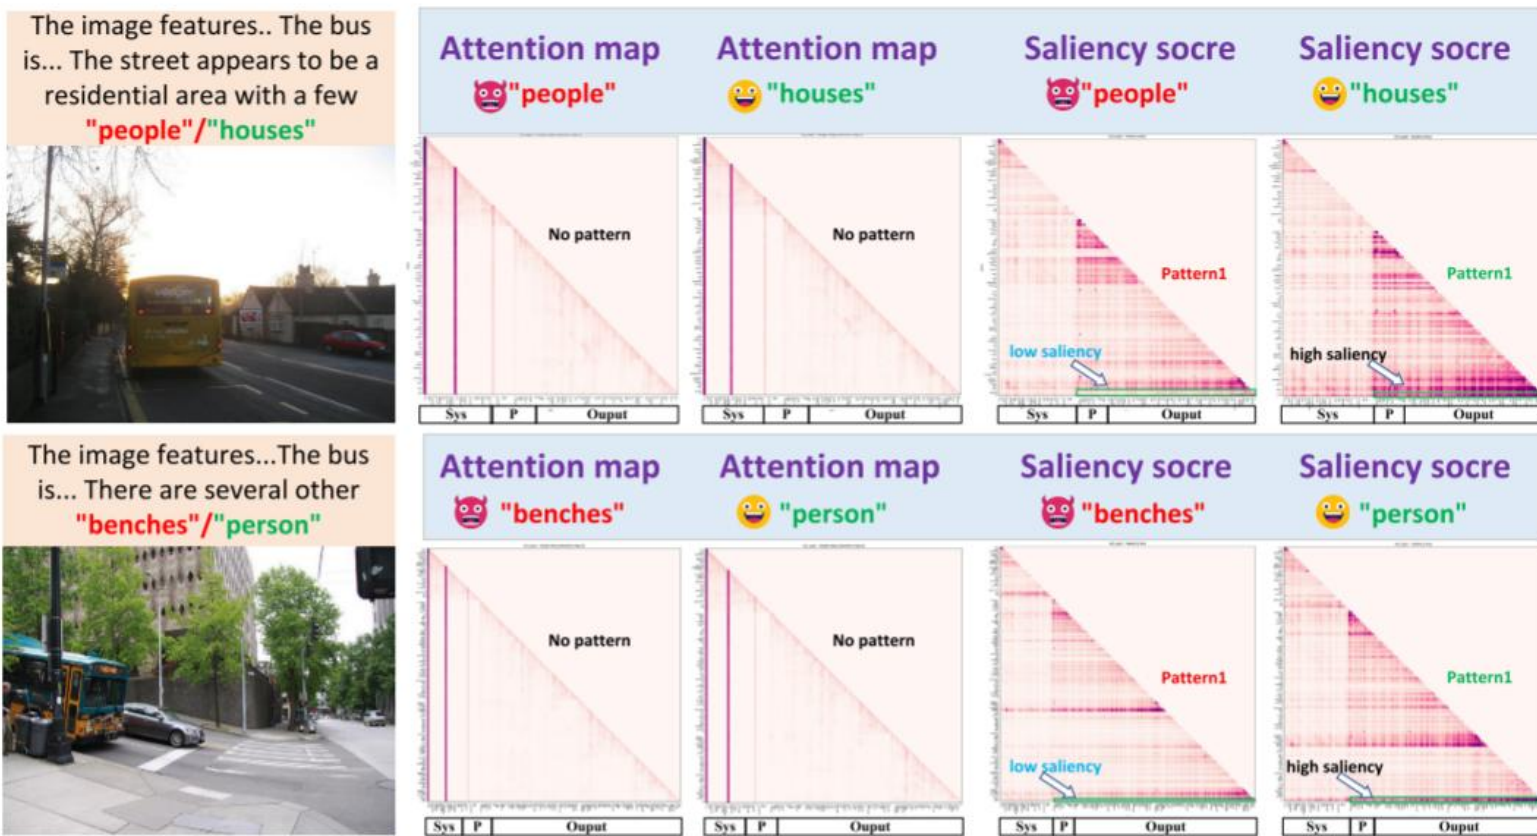 The image features.. The bus
is... The street appears to be a
residential area with a few
"people"/"houses"
Attention map
"people"
Attention map
"houses"
Saliency socre
"people"
Saliency socre
"houses"
No pattern
No pattern
Pattern1
Pattern1
low saliency
high saliency
Sys P Ouput
Sys P Ouput
Sys P Ouput
Sys P Ouput
The image features...The bus
is... There are several other
"benches"/"person"
Attention map
"benches"
Attention map
"person"
Saliency socre
"benches"
Saliency socre
"person"
No pattern
No pattern
Pattern1
Pattern1
low saliency
high saliency
Sys P Ouput
Sys P Ouput
Sys P Ouput
Sys P Ouput